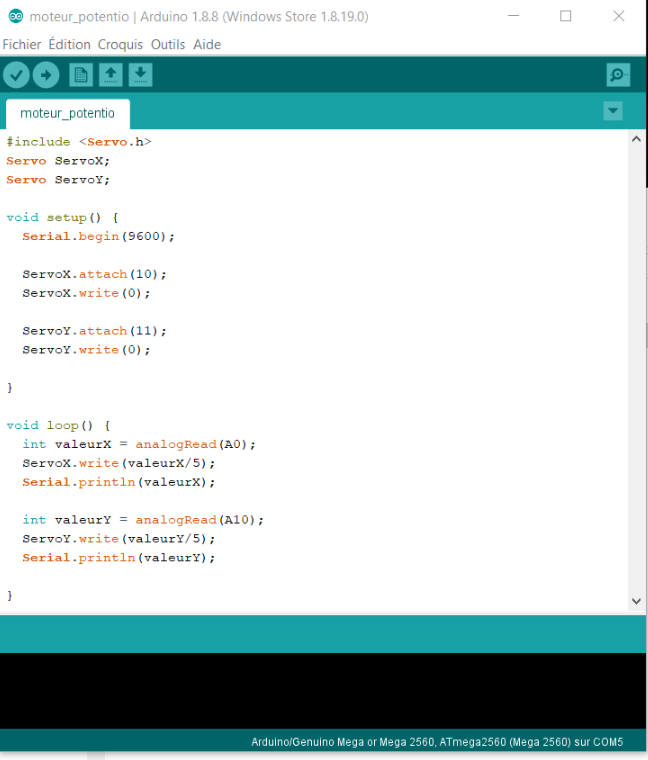 moteur_potentio | Arduino 1.8.8 (Windows Store 1.8.19.0)
Fichier Édition Croquis Outils Aide
moteur_potentio
#include <Servo.h>
Servo ServoX;
Servo ServoY;
void setup() {
Serial.begin(9600);
ServoX.attach(10);
ServoX.write(0);
ServoY.attach(11);
ServoY.write(0);
}
void loop() {
int valeurX = analogRead(A0);
ServoX.write(valeurX/5);
Serial.println(valeurX);
int valeurY = analogRead(A10);
ServoY.write(valeurY/5);
Serial.println(valeurY);
}
Arduino/Genuino Mega or Mega 2560, ATmega2560 (Mega 2560) sur COM5